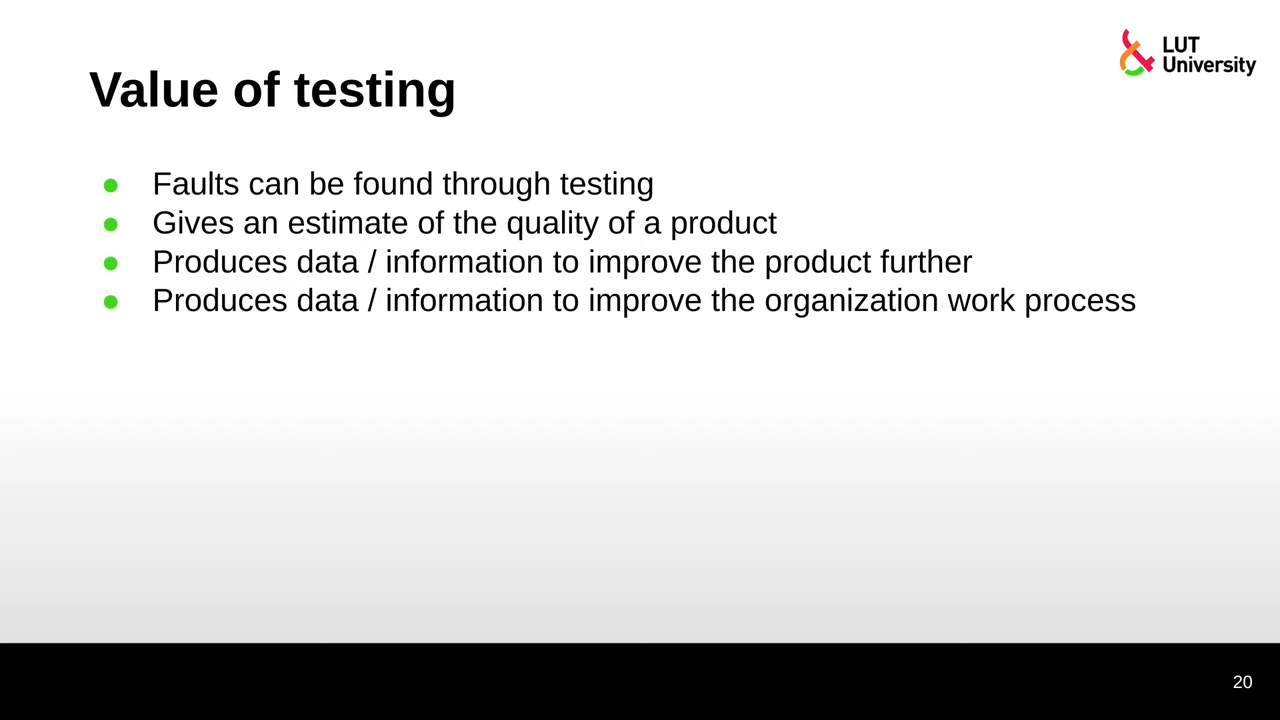 LUT
University
Value of testing
Faults can be found through testing
Gives an estimate of the quality of a product
Produces data / information to improve the product further
Produces data / information to improve the organization work process
20